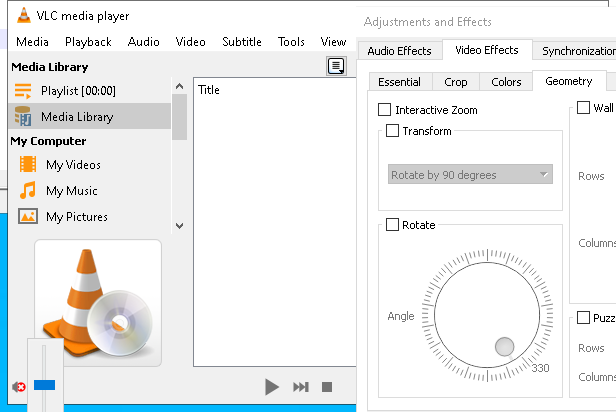 VLC media player
Media Playback Audio Video Subtitle Tools View
Media Library
Playlist [00:00]
Media Library
My Computer
My Videos
My Music
My Pictures
Title
Adjustments and Effects
Audio Effects Video Effects Synchronization
Essential Crop Colors Geometry
Interactive Zoom
Transform
Rotate by 90 degrees
Rotate
Angle
330
Wall
Rows
Columns
Puzz
Rows
Columns